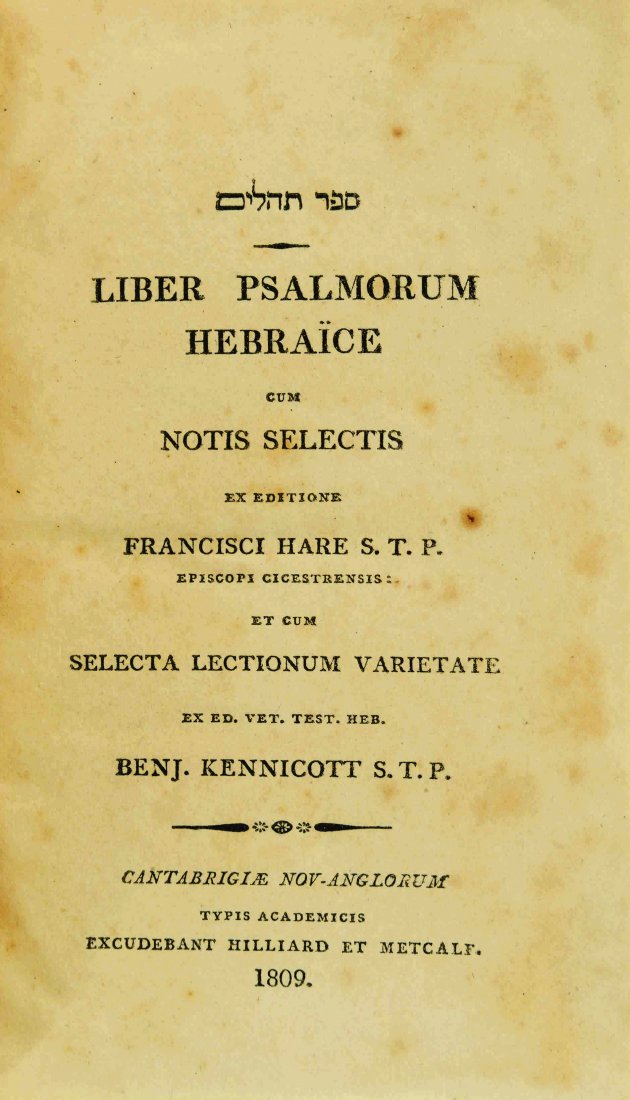 ספר תהלים
LIBER PSALMORUM
HEBRAÏCE
CUM
NOTIS SELECTIS
EX EDITIONE
FRANCISCI HARE S. T. P.
EPISCOPI CICESTRENSIS:
ET CUM
SELECTA LECTIONUM VARIETATE
EX ED. VET. TEST. HEB.
BENJ. KENNICOTT S. T. P.
CANTABRIGIÆ NOV-ANGLORUM
TYPIS ACADEMICIS
EXCUDEBANT HILLIARD ET METCALF.
1809.